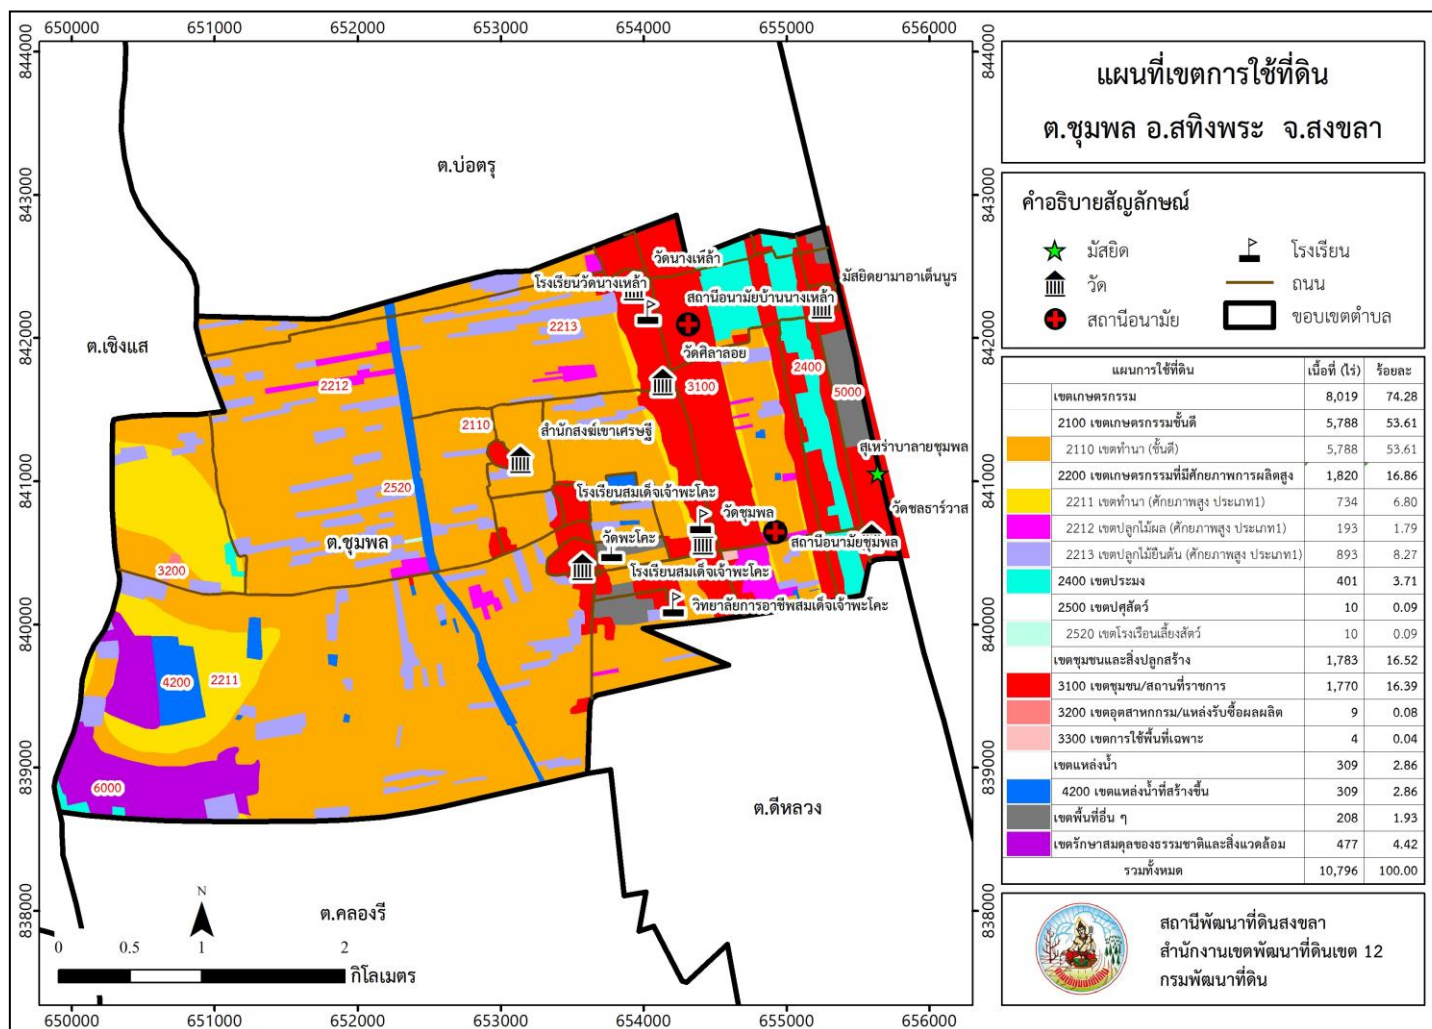 650000 651000 652000 653000 654000 655000 656000
844000
843000
842000
841000
840000
839000
838000
844000
843000
842000
841000
840000
839000
838000
ต.บ่อตรุ
ต.เชิงแส
วัดนางเหล้า
มัสยิดยามาอาเต็นนูร
โรงเรียนวัดนางเหล้า
สถานีอนามัยบ้านนางเหล้า
2213
วัดศิลาลอย
2400
2212
3100
5000
2110
สำนักสงฆ์เขาเศรษฐี
สุเหร่าบาลายชุมพล
โรงเรียนสมเด็จเจ้าพะโคะ
2520
วัดชุมพล
วัดชลธาร์วาส
ต.ชุมพล
วัดพะโคะ
สถานีอนามัยชุมพล
3200
โรงเรียนสมเด็จเจ้าพะโคะ
วิทยาลัยการอาชีพสมเด็จเจ้าพะโคะ
4200
2211
6000
ต.ดีหลวง
ต.คลองรี
N
0 0.5 1 2
กิโลเมตร
650000 651000 652000 653000 654000 655000 656000
แผนที่เขตการใช้ที่ดิน
ต.ชุมพล อ.สทิงพระ จ.สงขลา
คำอธิบายสัญลักษณ์
มัสยิด โรงเรียน
วัด ถนน
สถานีอนามัย ขอบเขตตำบล
แผนการใช้ที่ดิน เนื้อที่ (ไร่) ร้อยละ
เขตเกษตรกรรม 8,019 74.28
2100 เขตเกษตรกรรมชั้นดี 5,788 53.61
2110 เขตทำนา (ชั้นดี) 5,788 53.61
2200 เขตเกษตรกรรมที่มีศักยภาพการผลิตสูง 1,820 16.86
2211 เขตทำนา (ศักยภาพสูง ประเภท1) 734 6.80
2212 เขตปลูกไม้ผล (ศักยภาพสูง ประเภท1) 193 1.79
2213 เขตปลูกไม้ยืนต้น (ศักยภาพสูง ประเภท1) 893 8.27
2400 เขตประมง 401 3.71
2500 เขตปศุสัตว์ 10 0.09
2520 เขตโรงเรือนเลี้ยงสัตว์ 10 0.09
เขตชุมชนและสิ่งปลูกสร้าง 1,783 16.52
3100 เขตชุมชน/สถานที่ราชการ 1,770 16.39
3200 เขตอุตสาหกกรม/แหล่งรับซื้อผลผลิต 9 0.08
3300 เขตการใช้พื้นที่เฉพาะ 4 0.04
เขตแหล่งน้ำ 309 2.86
4200 เขตแหล่งน้ำที่สร้างขึ้น 309 2.86
เขตพื้นที่อื่น ๆ 208 1.93
เขตรักษาสมดุลของธรรมชาติและสิ่งแวดล้อม 477 4.42
รวมทั้งหมด 10,796 100.00
สถานีพัฒนาที่ดินสงขลา
สำนักงานเขตพัฒนาที่ดินเขต 12
กรมพัฒนาที่ดิน